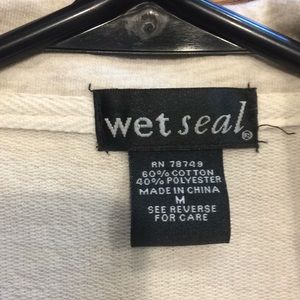 wet seal®
RN 78749
60% COTTON
40% POLYESTER
MADE IN CHINA
M
SEE REVERSE
FOR CARE